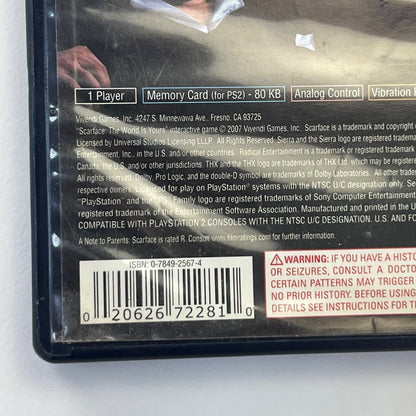 1 Player Memory Card (for PS2) - 80 KB Analog Control Vibration
Vivendi Games, Inc. 4247 S. Minnewawa Ave., Fresno, CA 93725
"Scarface: The World is Yours" interactive game © 2007 Vivendi Games, Inc. Scarface is a trademark and copyright
Licensed by Universal Studios Licensing LLLP. All Rights Reserved. Sierra and the Sierra logo are registered trademarks
Entertainment, Inc., in the U.S. and/or other countries. Radical Entertainment is a trademark or registered trademark
Canada, the U.S. and/or other jurisdictions. THX and the THX logo are trademarks of THX Ltd. which may be registered
All rights reserved. Dolby, Pro Logic, and the double-D symbol are trademarks of Dolby Laboratories. All other trademarks
respective owners. Licensed for play on PlayStation 2 systems with the NTSC U/C designation only.
"PlayStation" and the "PS" Family logo are registered trademarks of Sony Computer Entertainment
registered trademark of the Entertainment Software Association. Manufactured and printed in the U.S.
COMPATIBLE WITH PLAYSTATION 2 CONSOLES WITH THE NTSC U/C DESIGNATION. U.S. AND FOR
A Note to Parents: Scarface is rated R. Consult www.filmratings.com for further information.
ISBN: 0-7849-2567-4
0 20626 72281 0
WARNING: IF YOU HAVE A HIST
OR SEIZURES, CONSULT A DOCTO
CERTAIN PATTERNS MAY TRIGGER
NO PRIOR HISTORY. BEFORE USING
DETAILS SEE INSTRUCTIONS FOR